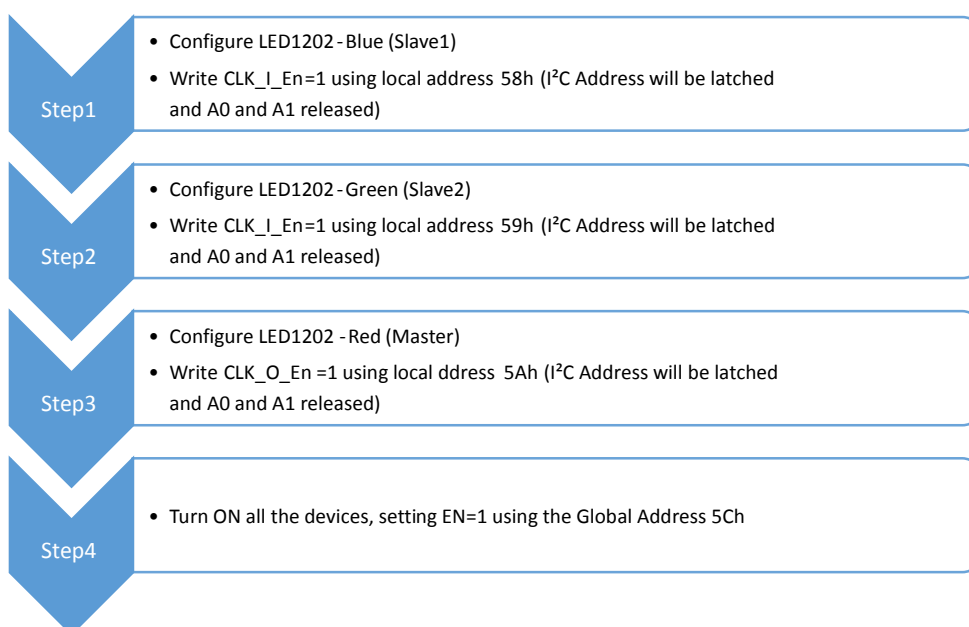 Step1
• Configure LED1202-Blue (Slave1)
• Write CLK_I_En=1 using local address 58h (I²C Address will be latched
and A0 and A1 released)
Step2
• Configure LED1202-Green (Slave2)
• Write CLK_I_En=1 using local address 59h (I²C Address will be latched
and A0 and A1 released)
Step3
• Configure LED1202 -Red (Master)
• Write CLK_O_En =1 using local ddress 5Ah (I²C Address will be latched
and A0 and A1 released)
Step4
• Turn ON all the devices, setting EN=1 using the Global Address 5Ch